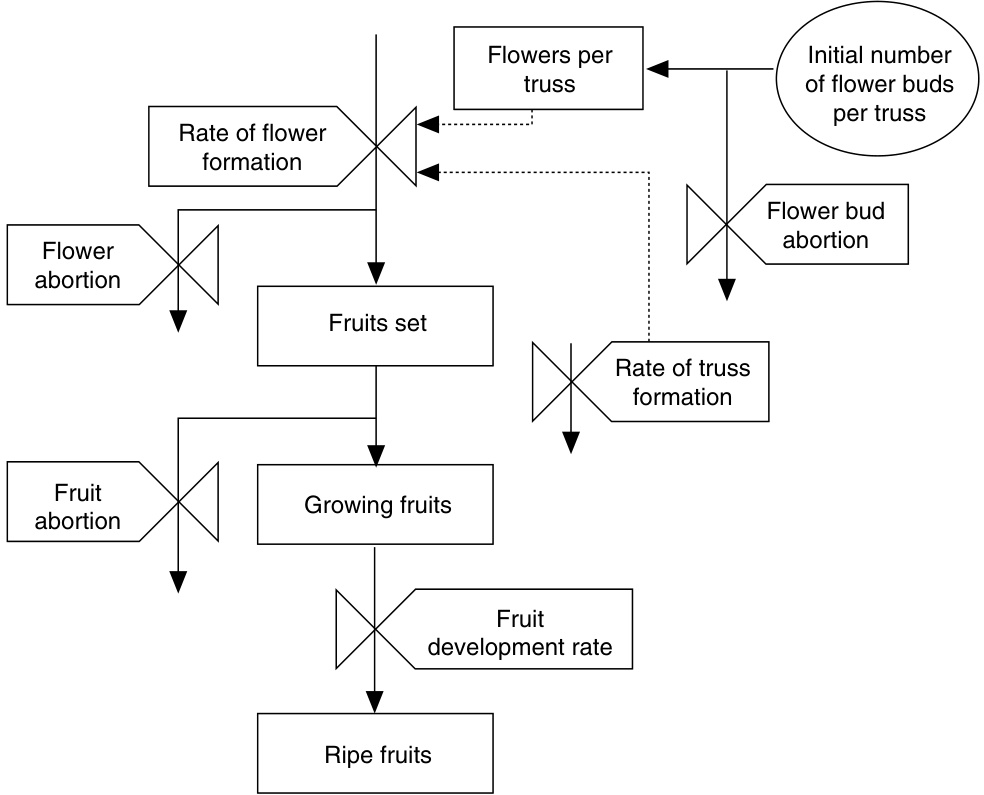 Flowers per
truss
Initial number
of flower buds
per truss
Rate of flower
formation
Flower bud
abortion
Flower
abortion
Fruits set
Rate of truss
formation
Fruit
abortion
Growing fruits
Fruit
development rate
Ripe fruits